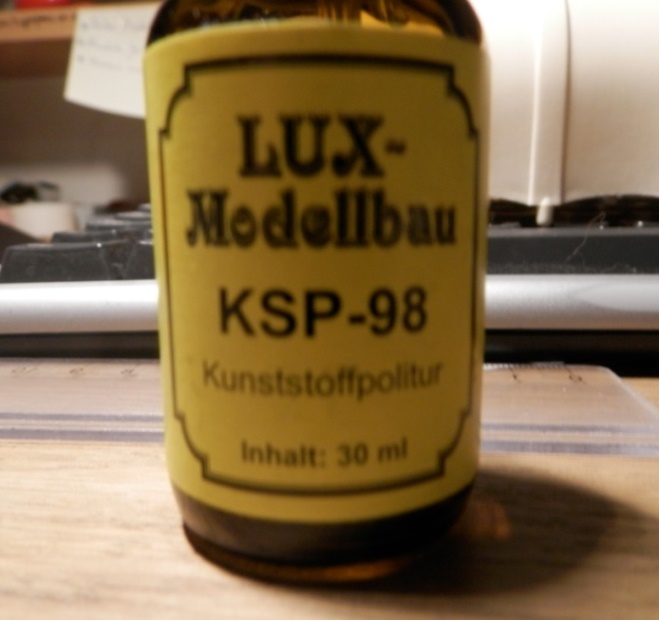 LUX-
Modellbau
KSP-98
Kunststoffpolitur
Inhalt: 30 ml